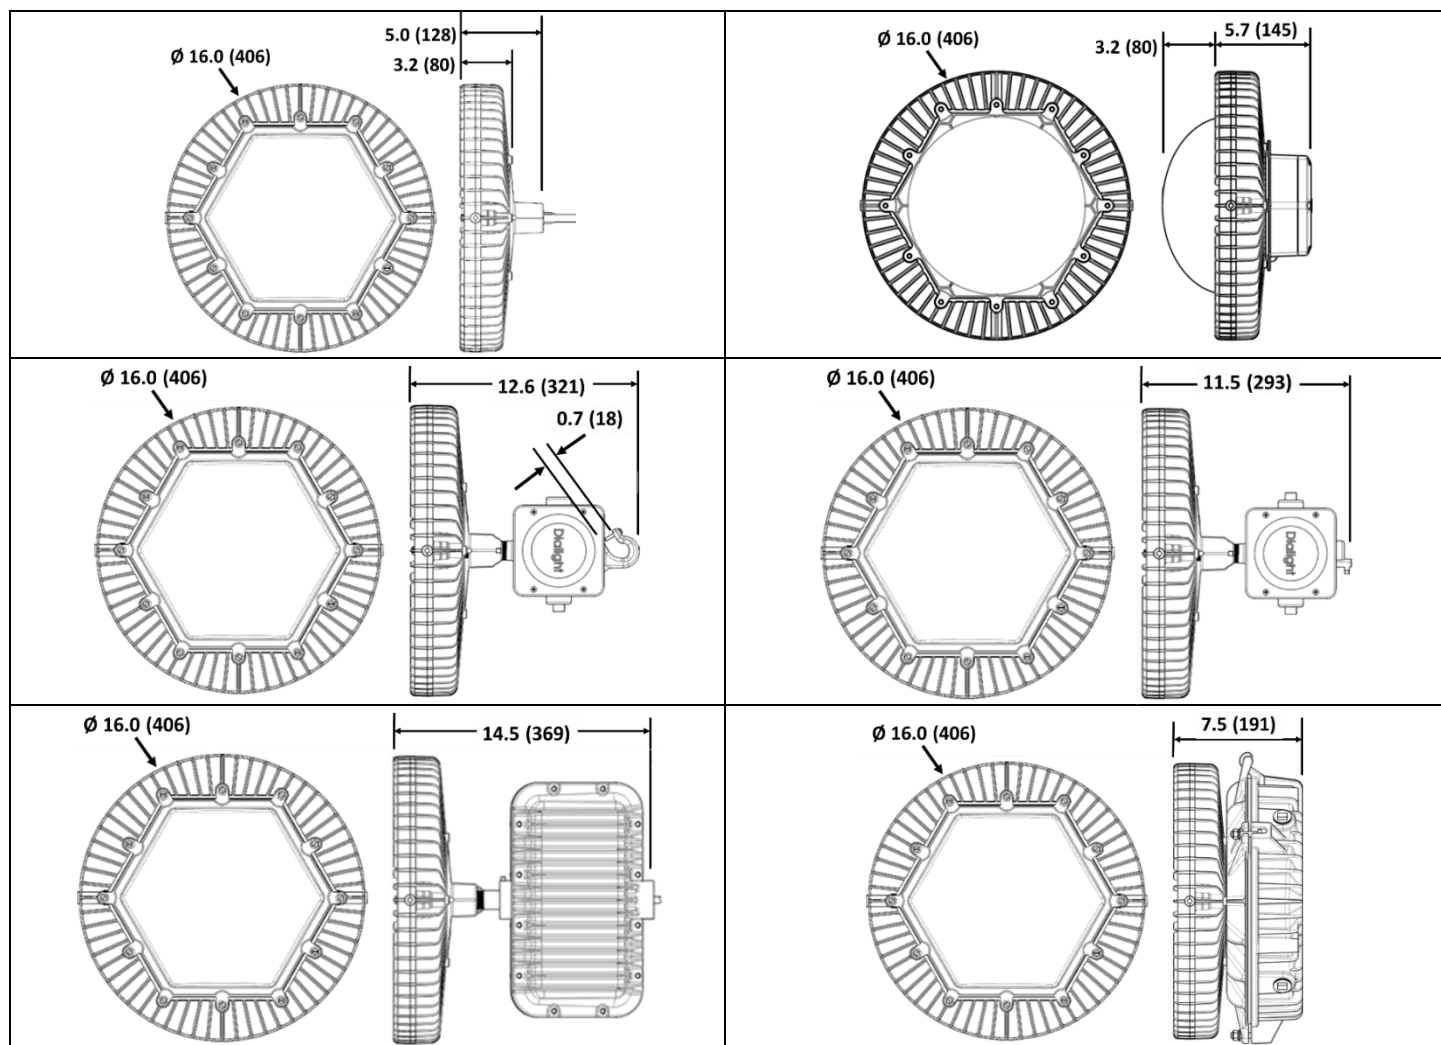 5.0 (128)
Ø 16.0 (406)
3.2 (80)
5.7 (145)
Ø 16.0 (406)
3.2 (80)
Ø 16.0 (406)
12.6 (321)
0.7 (18)
Dialight
Ø 16.0 (406)
11.5 (293)
Dialight
Ø 16.0 (406)
14.5 (369)
7.5 (191)
Ø 16.0 (406)